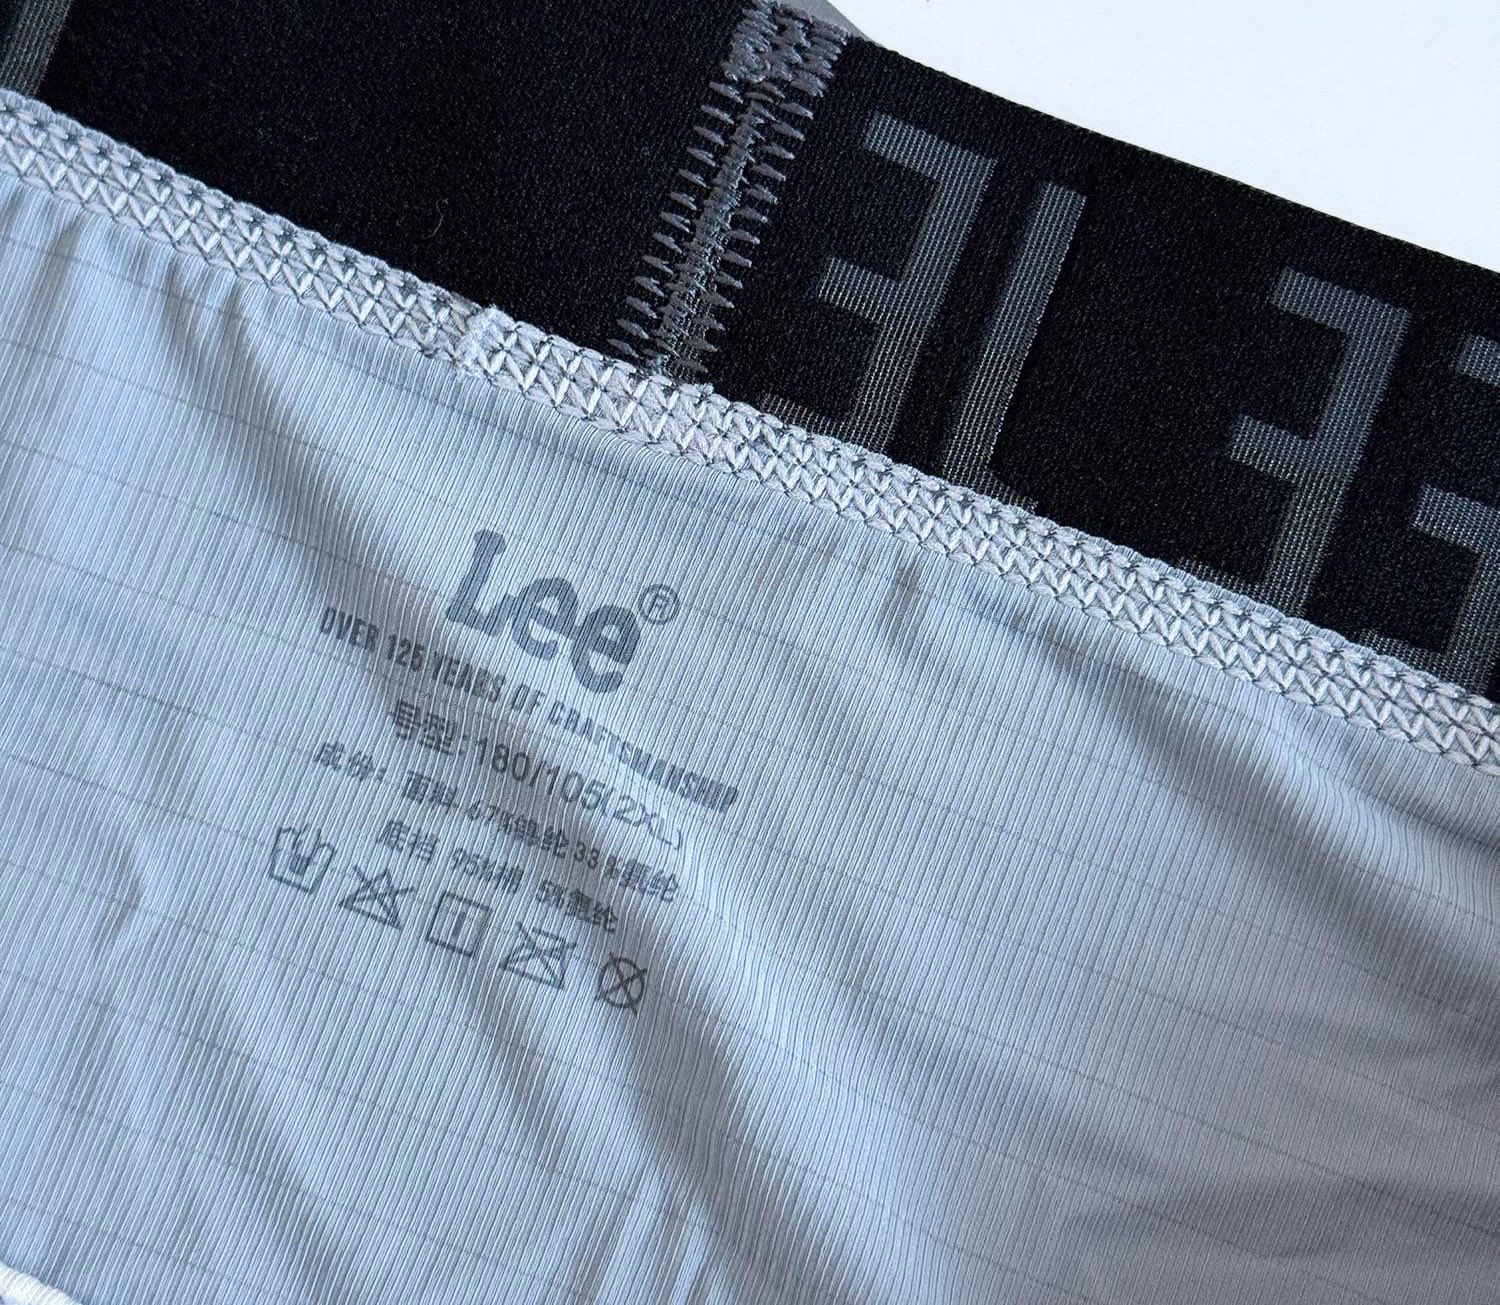 Lee®
OVER 125 YEARS OF CRAFTSMANSHIP
号型:180/105(2XL)
成份: 面料 67%锦纶 33%氨纶
底裆 95%棉 5%氨纶